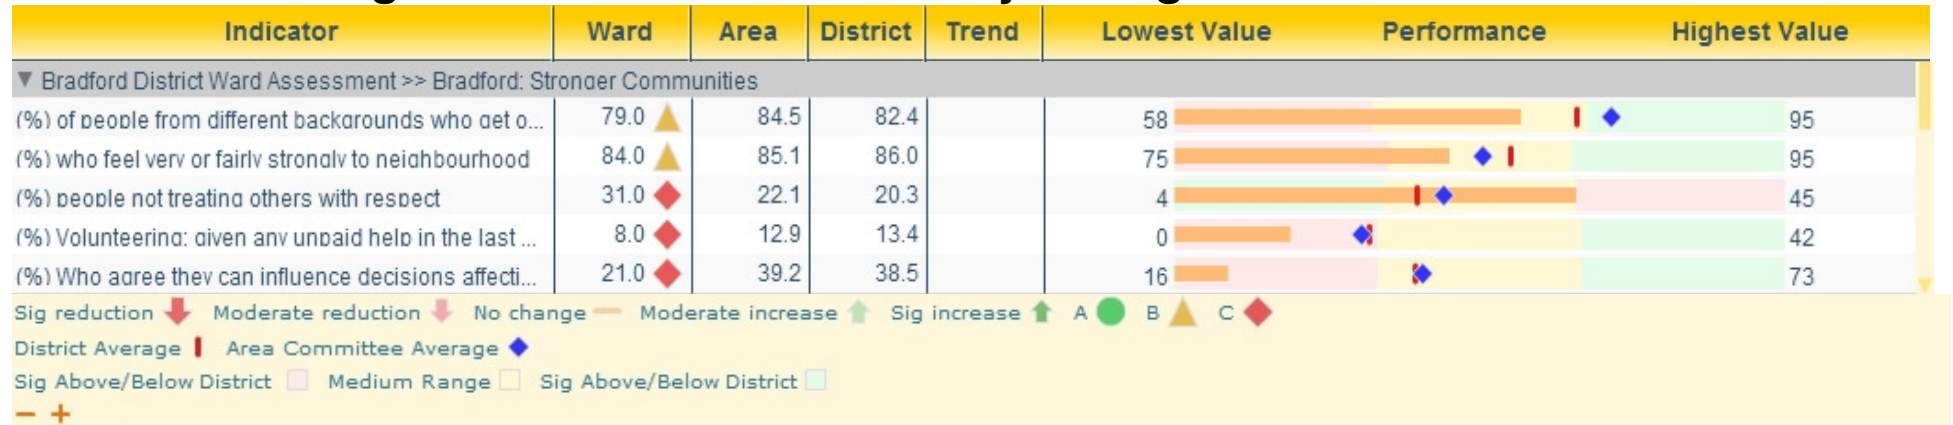 Indicator Ward Area District Trend Lowest Value Performance Highest Value
▼ Bradford District Ward Assessment >> Bradford: Stronger Communities
(%) of people from different backgrounds who get o... 79.0 84.5 82.4 58 95
(%) who feel very or fairly strongly to neighbourhood 84.0 85.1 86.0 75 95
(%) people not treating others with respect 31.0 22.1 20.3 4 45
(%) Volunteering: given any unpaid help in the last ... 8.0 12.9 13.4 0 42
(%) Who agree they can influence decisions affecti... 21.0 39.2 38.5 16 73
Sig reduction Moderate reduction No change Moderate increase Sig increase A B C
District Average Area Committee Average
Sig Above/Below District Medium Range Sig Above/Below District
− +